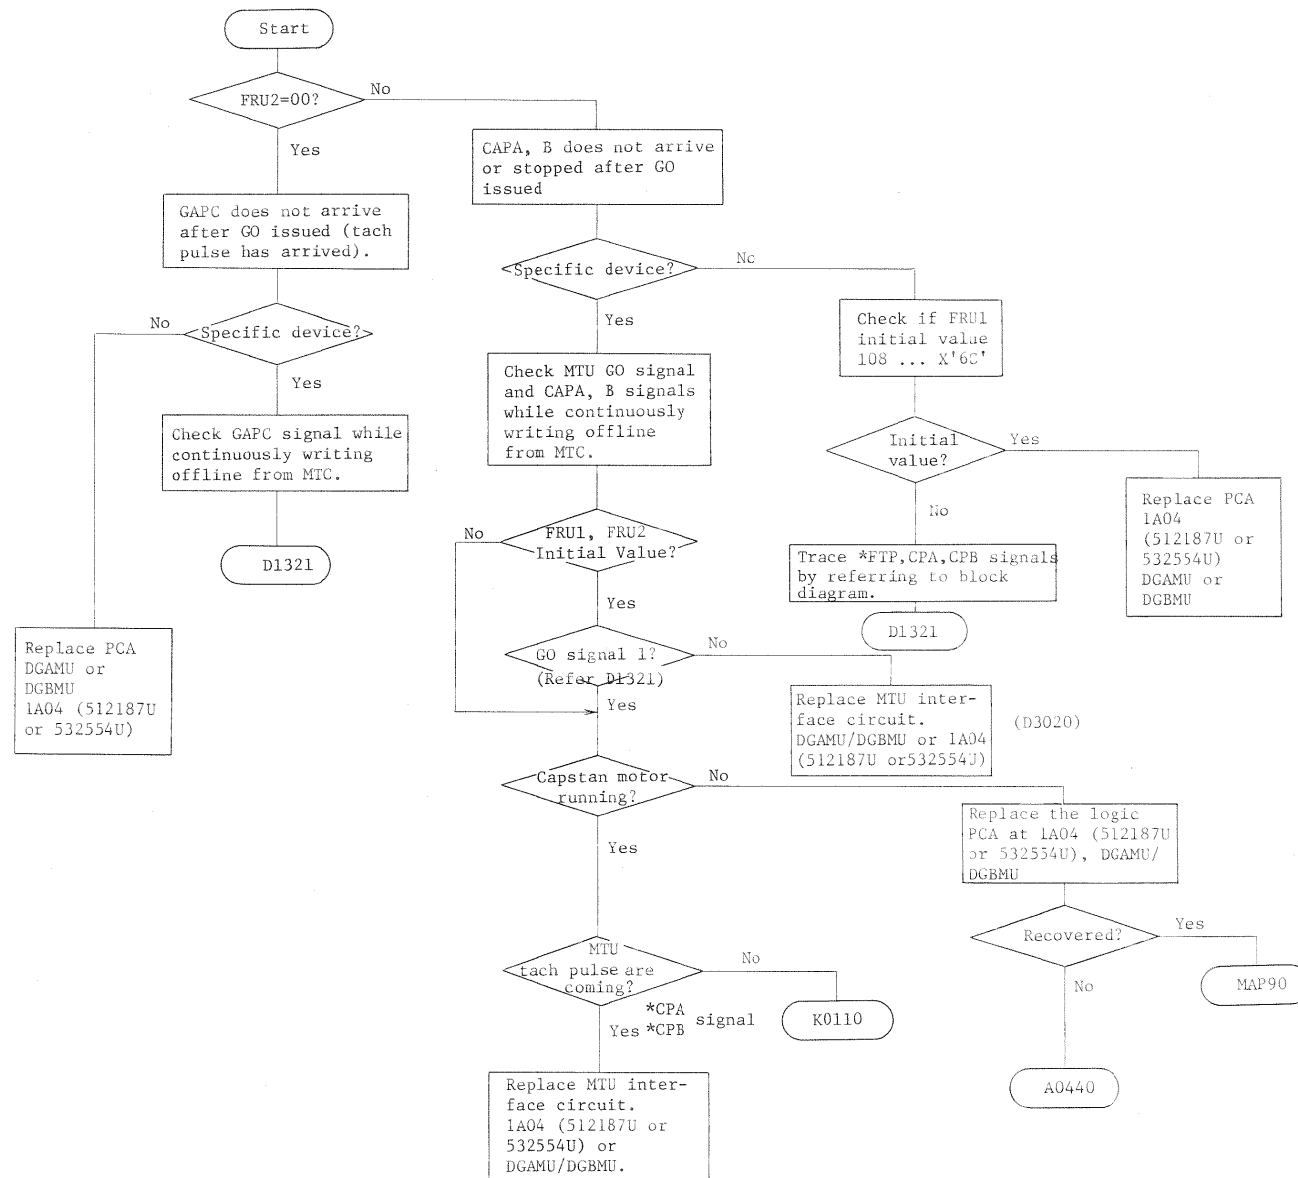 Start
FRU2=00?
No
Yes
CAPA, B does not arrive
or stopped after GO
issued
GAPC does not arrive
after GO issued (tach
pulse has arrived).
Specific device?
Nc
Yes
Specific device?
No
Yes
Check if FRU1
initial value
108 ... X'6C'
Check MTU GO signal
and CAPA, B signals
while continuously
writing offline
from MTC.
Check GAPC signal while
continuously writing
offline from MTC.
D1321
Initial
value?
Yes
No
Replace PCA
1A04
(512187U or
532554U)
DGAMU or
DGBMU
Trace *FTP,CPA,CPB signals
by referring to block
diagram.
D1321
FRU1, FRU2
Initial Value?
No
Yes
Replace PCA
DGAMU or
DGBMU
1A04 (512187U
or 532554U)
GO signal 1?
(Refer D1321)
No
Yes
Replace MTU inter-
face circuit.
DGAMU/DGBMU or 1A04
(512187U or532554U)
(D3020)
Capstan motor
running?
No
Yes
Replace the logic
PCA at 1A04 (512187U
or 532554U), DGAMU/
DGBMU
Recovered?
Yes
No
MAP90
A0440
MTU
tach pulse are
coming?
No
K0110
Yes
*CPA
*CPB
signal
Replace MTU inter-
face circuit.
1A04 (512187U or
532554U) or
DGAMU/DGBMU.